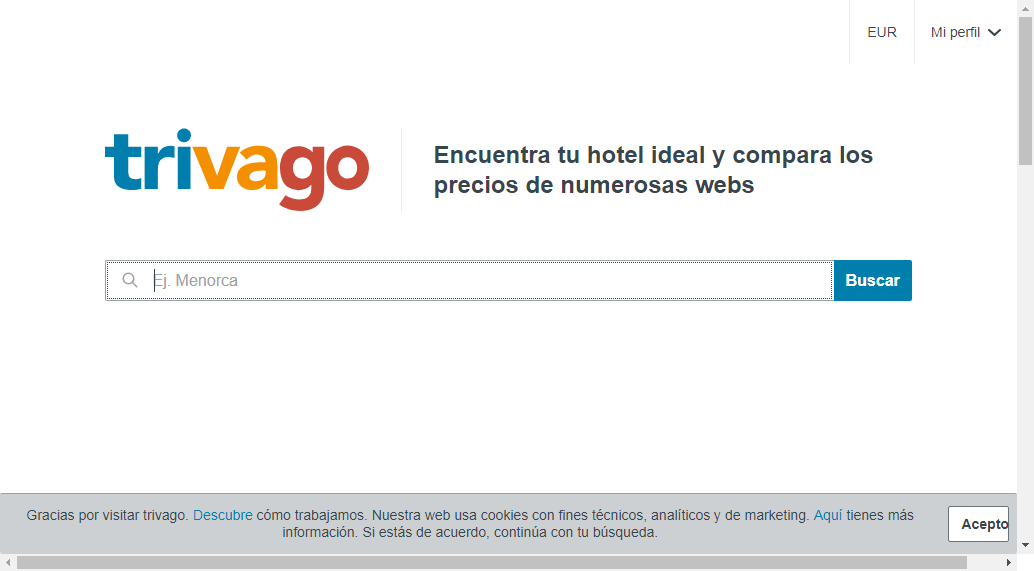 EUR
Mi perfil
trivago
Encuentra tu hotel ideal y compara los
precios de numerosas webs
Ej. Menorca
Buscar
Gracias por visitar trivago. Descubre cómo trabajamos. Nuestra web usa cookies con fines técnicos, analíticos y de marketing. Aquí tienes más
información. Si estás de acuerdo, continúa con tu búsqueda.
Acepto